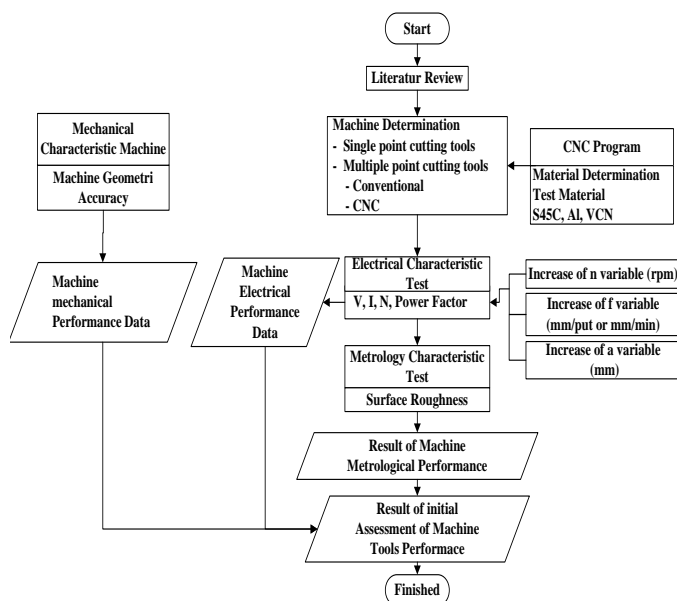 Start
Literatur Review
Machine Determination
- Single point cutting tools
- Multiple point cutting tools
- Conventional
- CNC
CNC Program
Material Determination
Test Material
S45C, Al, VCN
Mechanical
Characteristic Machine
Machine Geometri
Accuracy
Machine
mechanical
Performance Data
Machine
Electrical
Performance
Data
Electrical Characteristic
Test
V, I, N, Power Factor
Increase of n variable (rpm)
Increase of f variable
(mm/put or mm/min)
Increase of a variable
(mm)
Metrology Characteristic
Test
Surface Roughness
Result of Machine
Metrological Performance
Result of initial
Assessment of Machine
Tools Performace
Finished